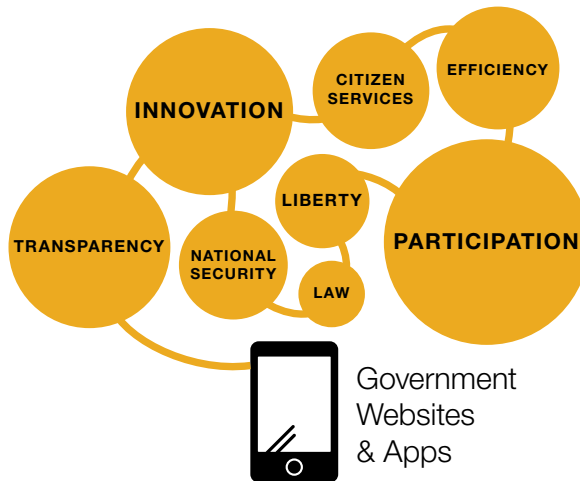 CITIZEN
SERVICES
EFFICIENCY
INNOVATION
LIBERTY
PARTICIPATION
TRANSPARENCY
NATIONAL
SECURITY
LAW
Government
Websites
& Apps